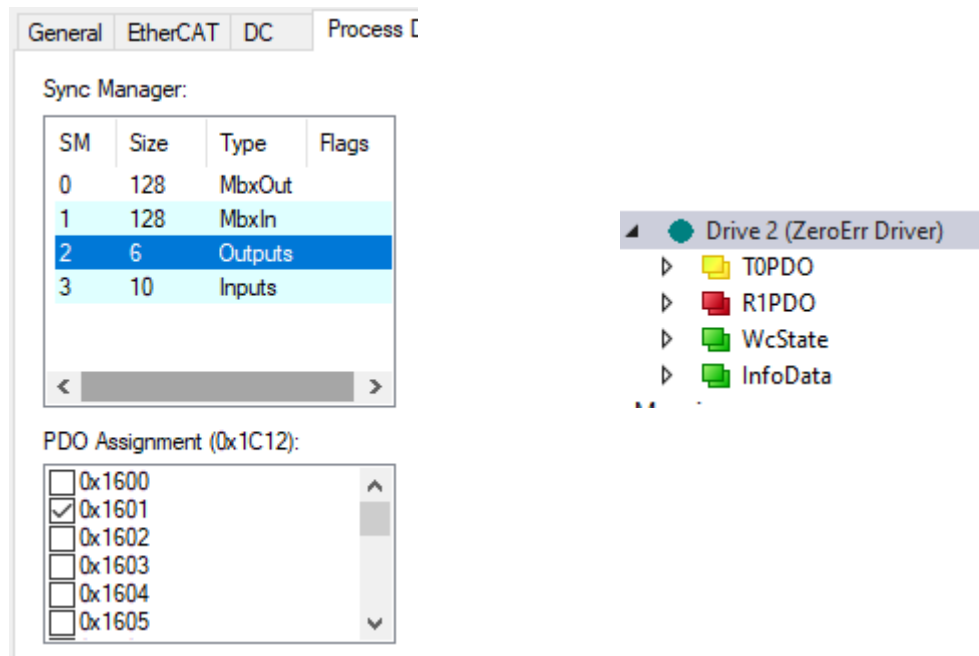 General EtherCAT DC Process D
Sync Manager:
SM Size Type Flags
0 128 MbxOut
1 128 MbxIn
2 6 Outputs
3 10 Inputs
PDO Assignment (0x1C12):
0x1600
0x1601
0x1602
0x1603
0x1604
0x1605
Drive 2 (ZeroErr Driver)
T0PDO
R1PDO
WcState
InfoData